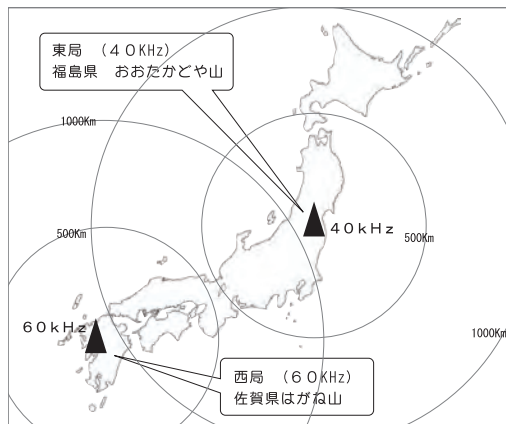 東局 （４０KHz）
福島県 おおたかどや山
1000Km
500Km
４０ｋＨｚ
500Km
６０ｋＨｚ
1000Km
西局 （６０KHz）
佐賀県はがね山